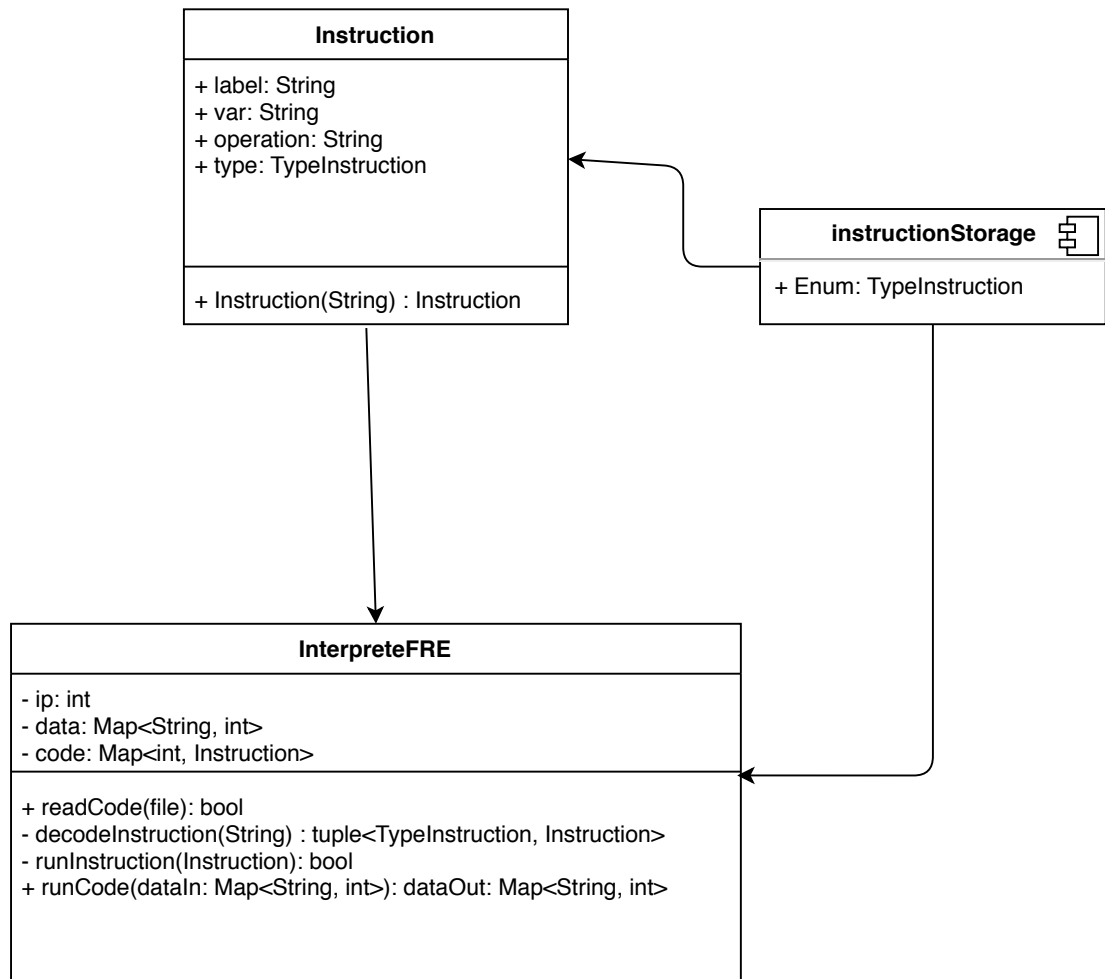 Instruction
+ label: String
+ var: String
+ operation: String
+ type: TypeInstruction
+ Instruction(String) : Instruction
instructionStorage
+ Enum: TypeInstruction
InterpreteFRE
- ip: int
- data: Map<String, int>
- code: Map<int, Instruction>
+ readCode(file): bool
- decodeInstruction(String) : tuple<TypeInstruction, Instruction>
- runInstruction(Instruction): bool
+ runCode(dataIn: Map<String, int>): dataOut: Map<String, int>